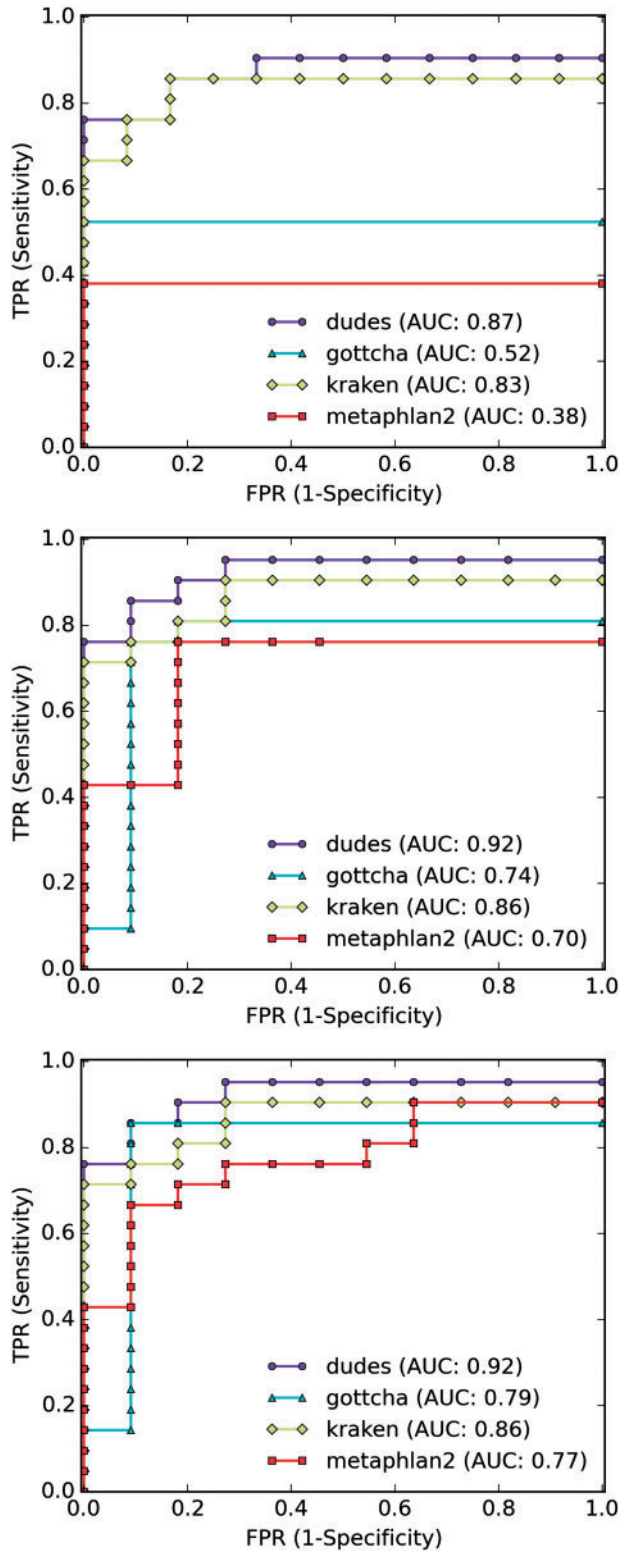 1.0
0.8
0.6
0.4
0.2
0.0
TPR (Sensitivity)
dudes (AUC: 0.87)
gottcha (AUC: 0.52)
kraken (AUC: 0.83)
metaphlan2 (AUC: 0.38)
0.0 0.2 0.4 0.6 0.8 1.0
FPR (1-Specificity)
1.0
0.8
0.6
0.4
0.2
0.0
TPR (Sensitivity)
dudes (AUC: 0.92)
gottcha (AUC: 0.74)
kraken (AUC: 0.86)
metaphlan2 (AUC: 0.70)
0.0 0.2 0.4 0.6 0.8 1.0
FPR (1-Specificity)
1.0
0.8
0.6
0.4
0.2
0.0
TPR (Sensitivity)
dudes (AUC: 0.92)
gottcha (AUC: 0.79)
kraken (AUC: 0.86)
metaphlan2 (AUC: 0.77)
0.0 0.2 0.4 0.6 0.8 1.0
FPR (1-Specificity)